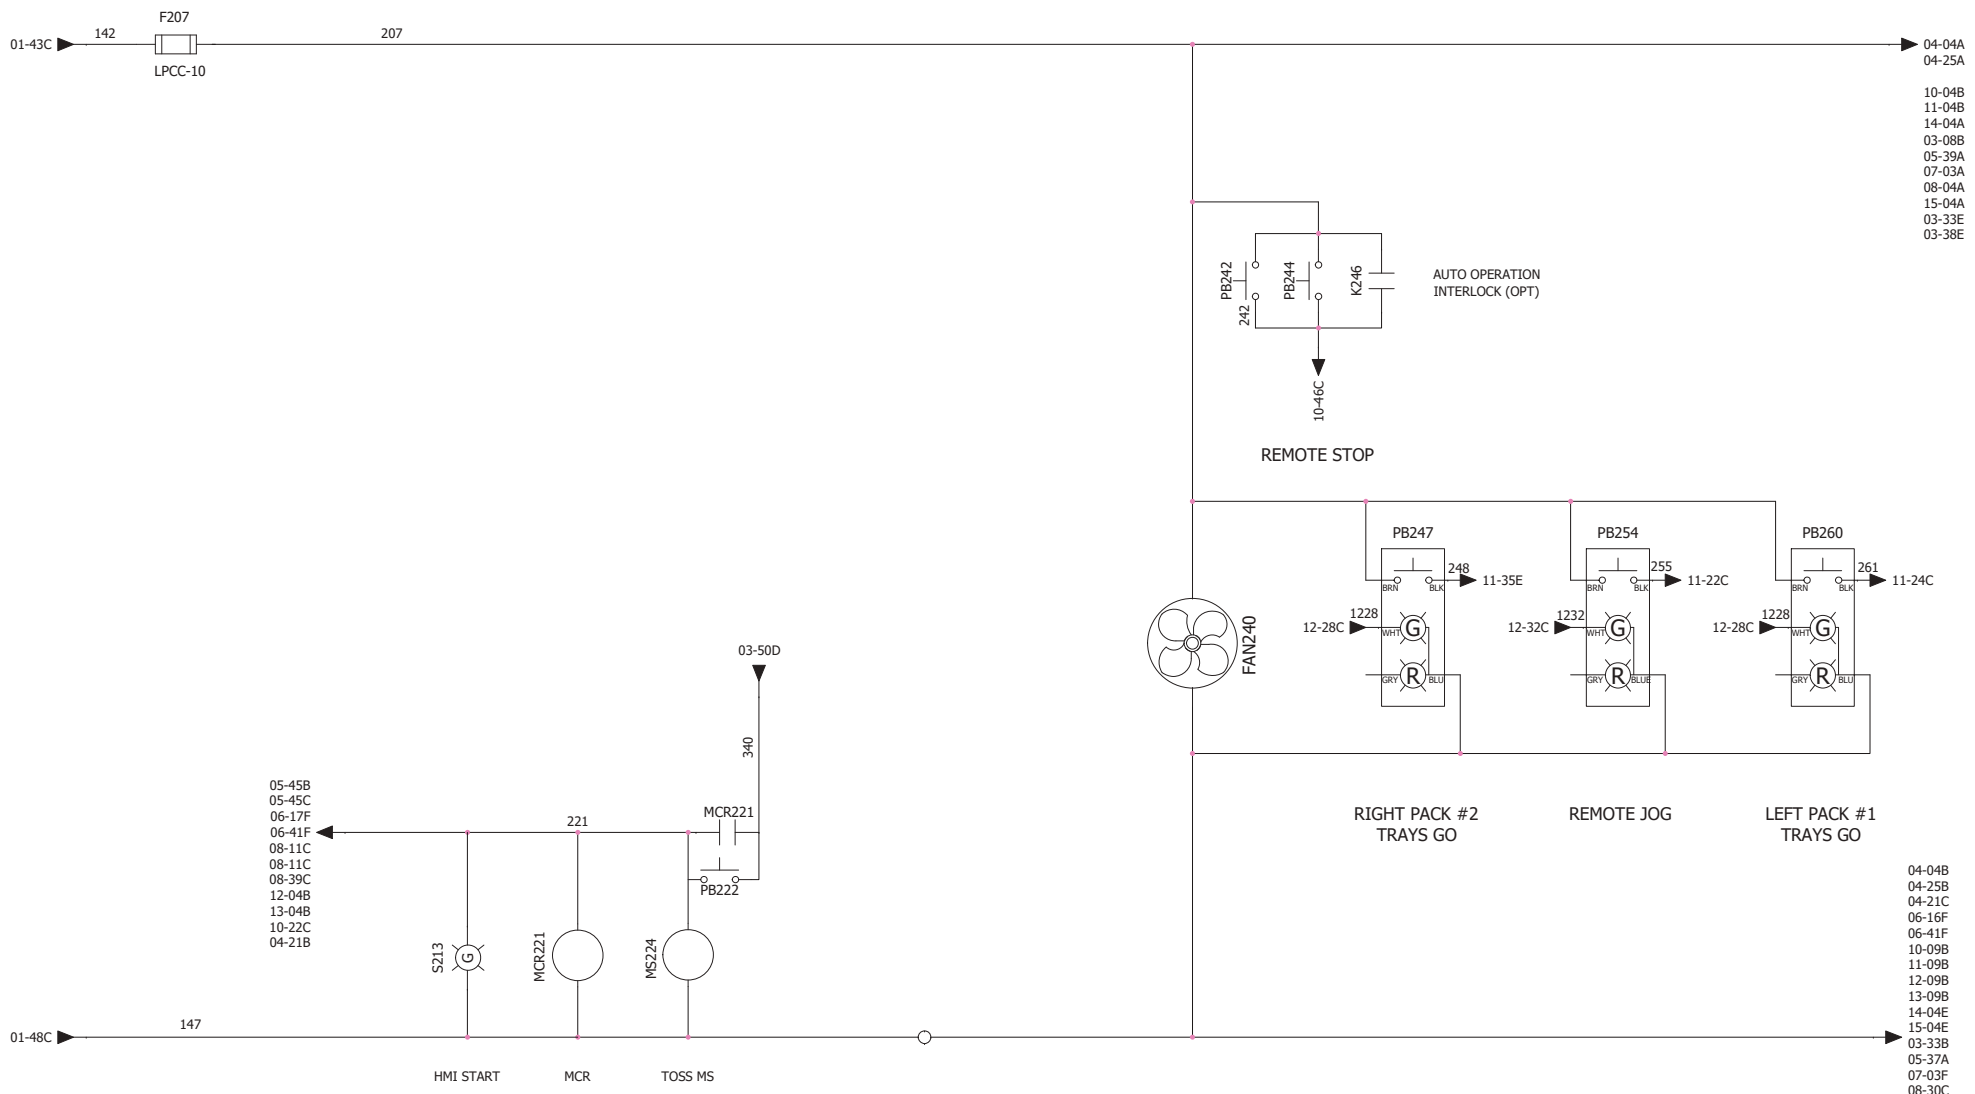 F207
01-43C
142
207
LPCC-10
04-04A
04-25A
10-04B
11-04B
14-04A
03-08B
05-39A
07-03A
08-04A
15-04A
03-33E
03-38E
PB242
242
PB244
K246
AUTO OPERATION
INTERLOCK (OPT)
10-46C
REMOTE STOP
PB247
BRN
BLK
248
11-35E
12-28C
1228
WHT
G
GRY
R
BLU
PB254
BRN
BLK
255
11-22C
12-32C
1232
WHT
G
GRY
R
BLUE
PB260
BRN
BLK
261
11-24C
12-28C
1228
WHT
G
GRY
R
BLU
FAN240
RIGHT PACK #2
TRAYS GO
REMOTE JOG
LEFT PACK #1
TRAYS GO
03-50D
340
05-45B
05-45C
06-17F
06-41F
08-11C
08-11C
08-39C
12-04B
13-04B
10-22C
04-21B
221
MCR221
PB222
S213
G
MCR221
MS224
01-48C
147
HMI START
MCR
TOSS MS
04-04B
04-25B
04-21C
06-16F
06-41F
10-09B
11-09B
12-09B
13-09B
14-04E
15-04E
03-33B
05-37A
07-03F
08-30C